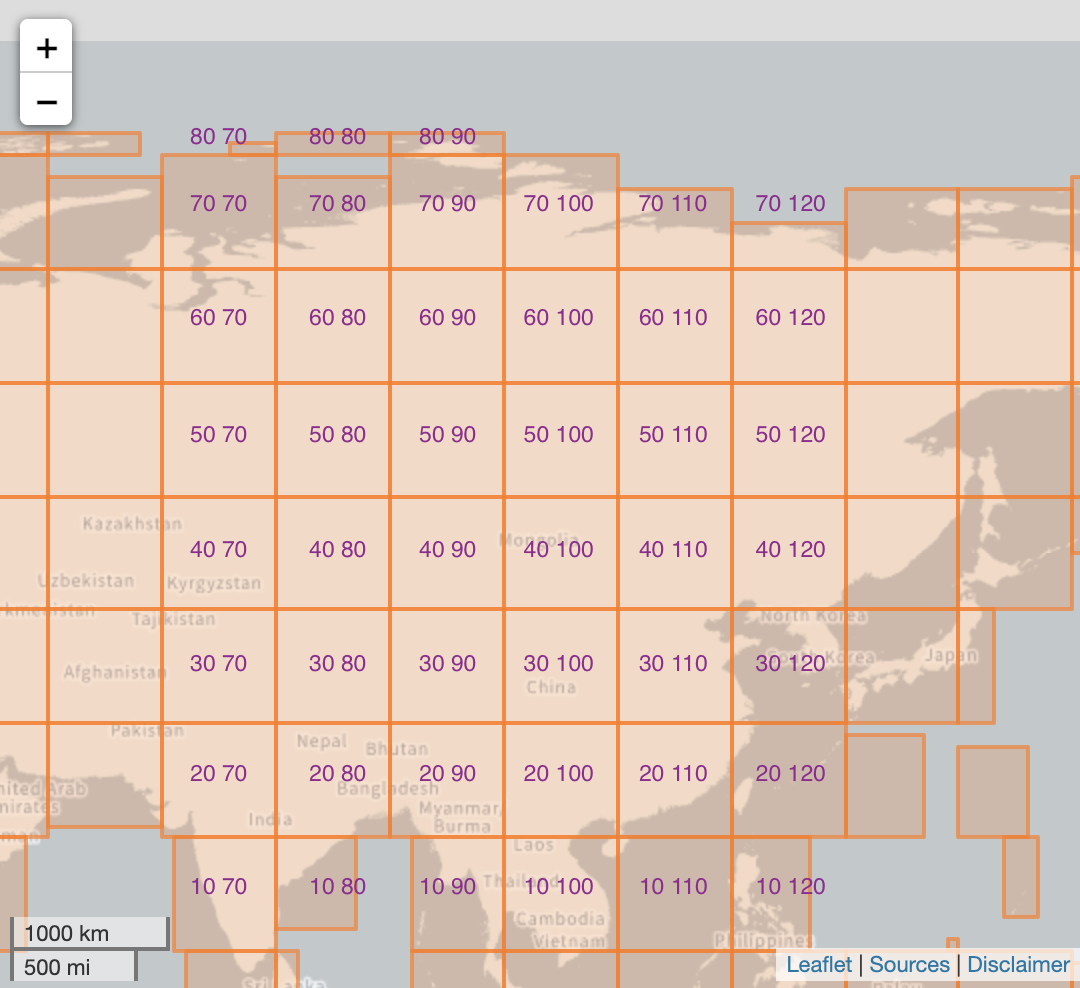 +
−
80 70 80 80 80 90
70 70 70 80 70 90 70 100 70 110 70 120
60 70 60 80 60 90 60 100 60 110 60 120
50 70 50 80 50 90 50 100 50 110 50 120
Kazakhstan
Mongolia
40 70 40 80 40 90 40 100 40 110 40 120
Uzbekistan Kyrgyzstan
Tajikistan
North Korea
South Korea
Japan
30 70 30 80 30 90 30 100 30 110 30 120
Afghanistan
China
Pakistan
Nepal
Bhutan
20 70 20 80 20 90 20 100 20 110 20 120
Bangladesh
India
Myanmar/
Burma
Laos
Thailand
10 70 10 80 10 90 10 100 10 110 10 120
Cambodia
Vietnam
Philippines
1000 km
500 mi
Leaflet | Sources | Disclaimer